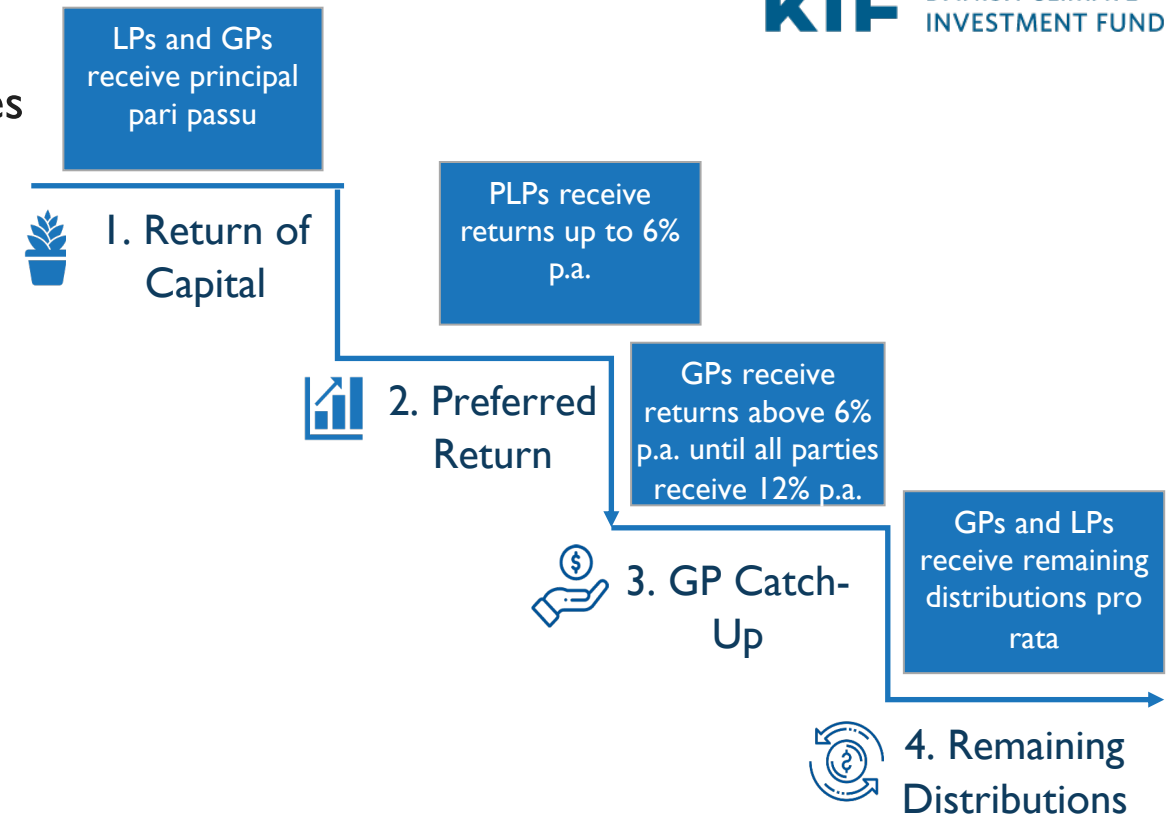 KIF
INVESTMENT FUND
LPs and GPs
receive principal
pari passu
es
1. Return of
Capital
PLPs receive
returns up to 6%
p.a.
2. Preferred
Return
GPs receive
returns above 6%
p.a. until all parties
receive 12% p.a.
3. GP Catch-
Up
GPs and LPs
receive remaining
distributions pro
rata
4. Remaining
Distributions